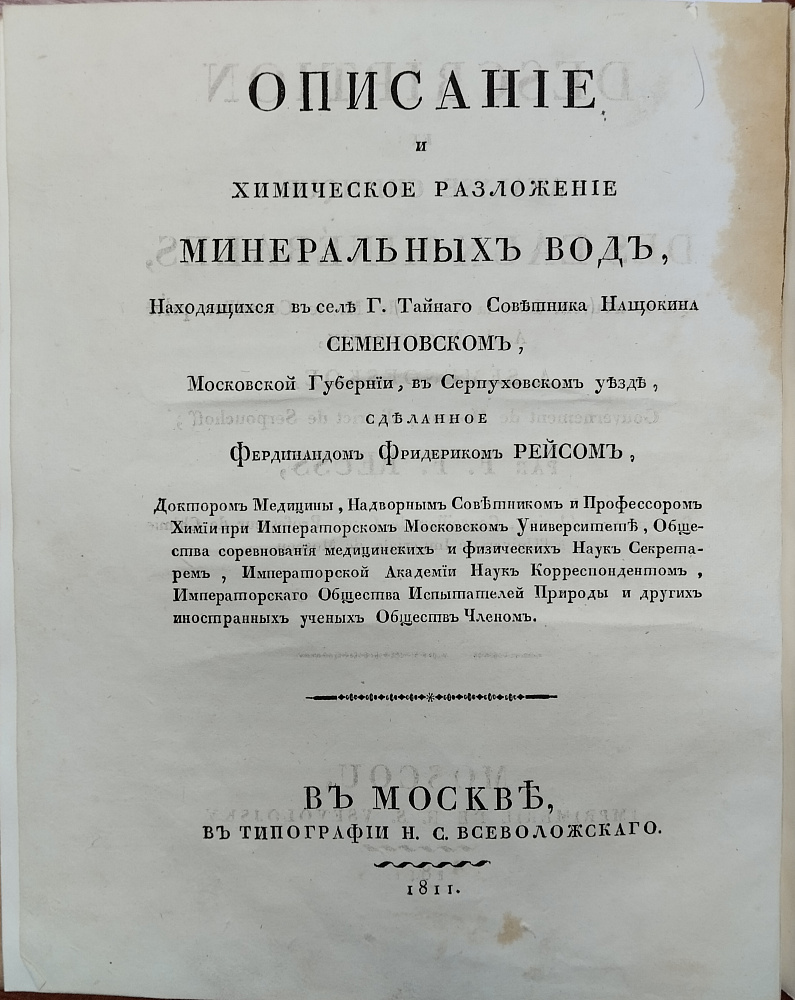 ОПИСАНІЕ
и
ХИМИЧЕСКОЕ РАЗЛОЖЕНІЕ
МИНЕРАЛЬНЫХЪ ВОДЪ,
Находящихся въ селѣ Г. Тайнаго Совѣтника Нащокина
СЕМЕНОВСКОМЪ,
Московской Губерніи, въ Серпуховскомъ уѣздѣ,
СДѢЛАННОЕ
Фердинандомъ Фридерикомъ РЕЙСОМЪ,
Докторомъ Медицины, Надворнымъ Совѣтникомъ и Профессоромъ
Химіи при Императорскомъ Московскомъ Университетѣ, Обще-
ства соревнованія медицинскихъ и физическихъ Наукъ Секрета-
ремъ, Императорской Академіи Наукъ Корреспондентомъ,
Императорскаго Общества Испытателей Природы и другихъ
иностранныхъ ученыхъ Обществъ Членомъ.
ВЪ МОСКВѢ,
ВЪ ТИПОГРАФІИ Н. С. ВСЕВОЛОЖСКАГО.
1811.